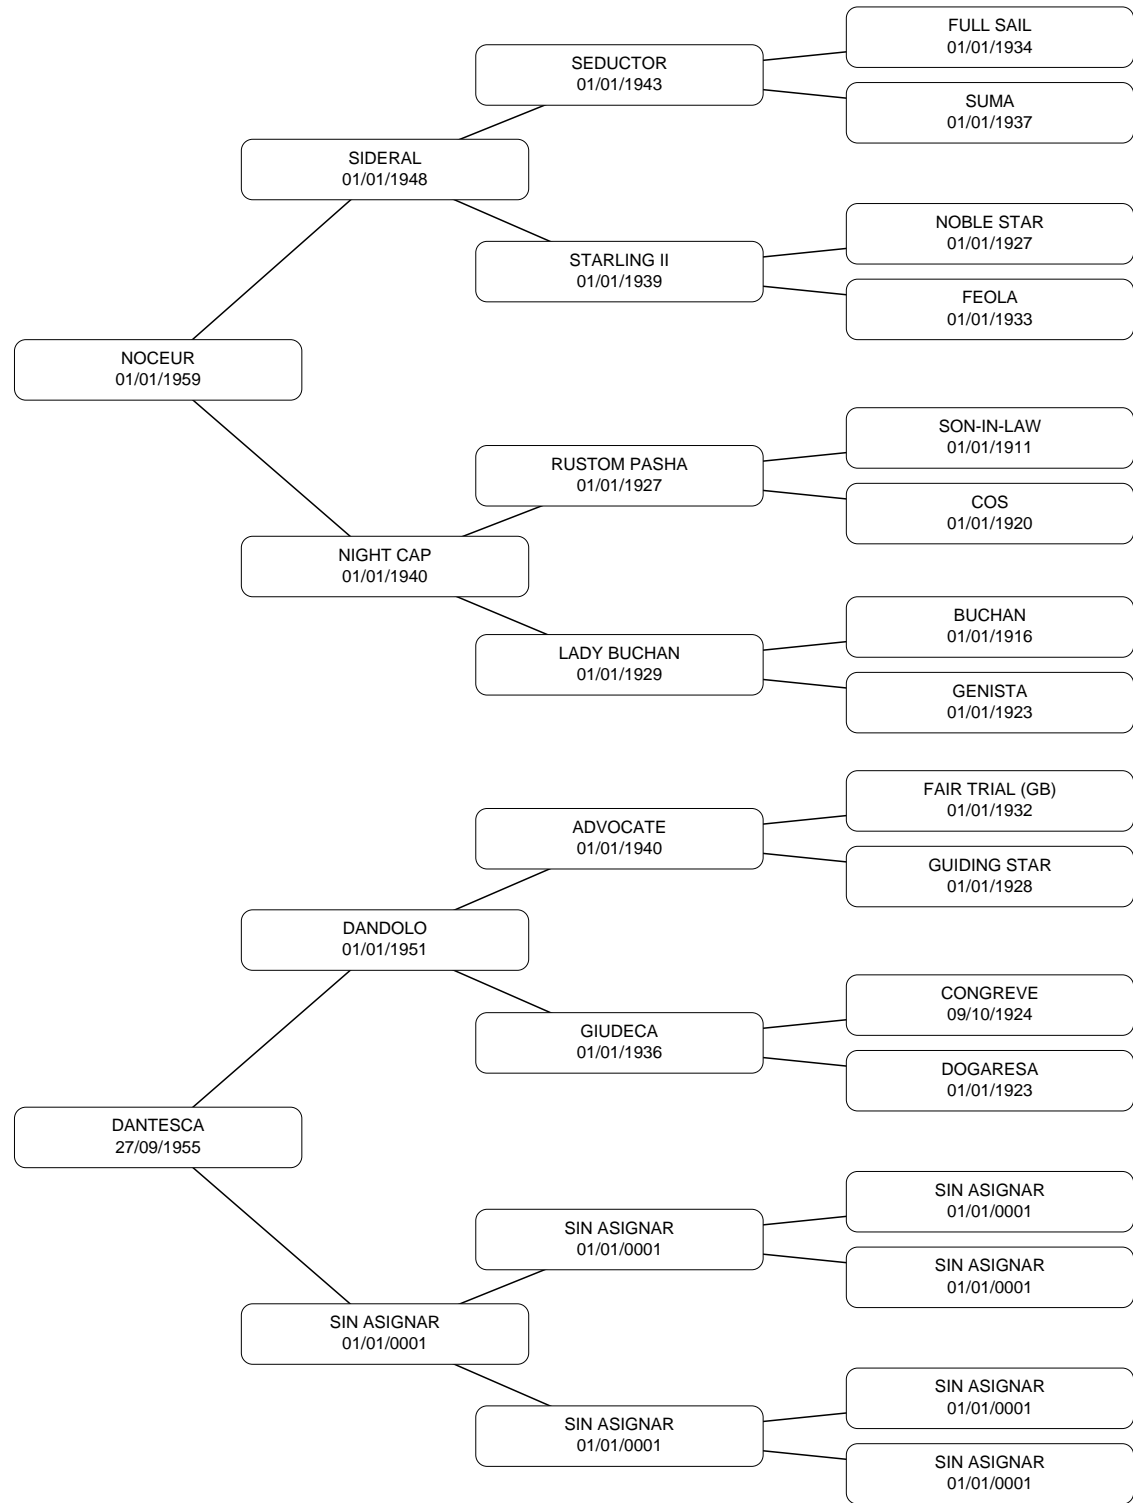 FULL SAIL
01/01/1934
SEDUCTOR
01/01/1943
SUMA
01/01/1937
SIDERAL
01/01/1948
NOBLE STAR
01/01/1927
STARLING II
01/01/1939
FEOLA
01/01/1933
NOCEUR
01/01/1959
SON-IN-LAW
01/01/1911
RUSTOM PASHA
01/01/1927
COS
01/01/1920
NIGHT CAP
01/01/1940
BUCHAN
01/01/1916
LADY BUCHAN
01/01/1929
GENISTA
01/01/1923
FAIR TRIAL (GB)
01/01/1932
ADVOCATE
01/01/1940
GUIDING STAR
01/01/1928
DANDOLO
01/01/1951
CONGREVE
09/10/1924
GIUDECA
01/01/1936
DOGARESA
01/01/1923
DANTESCA
27/09/1955
SIN ASIGNAR
01/01/0001
SIN ASIGNAR
01/01/0001
SIN ASIGNAR
01/01/0001
SIN ASIGNAR
01/01/0001
SIN ASIGNAR
01/01/0001
SIN ASIGNAR
01/01/0001
SIN ASIGNAR
01/01/0001